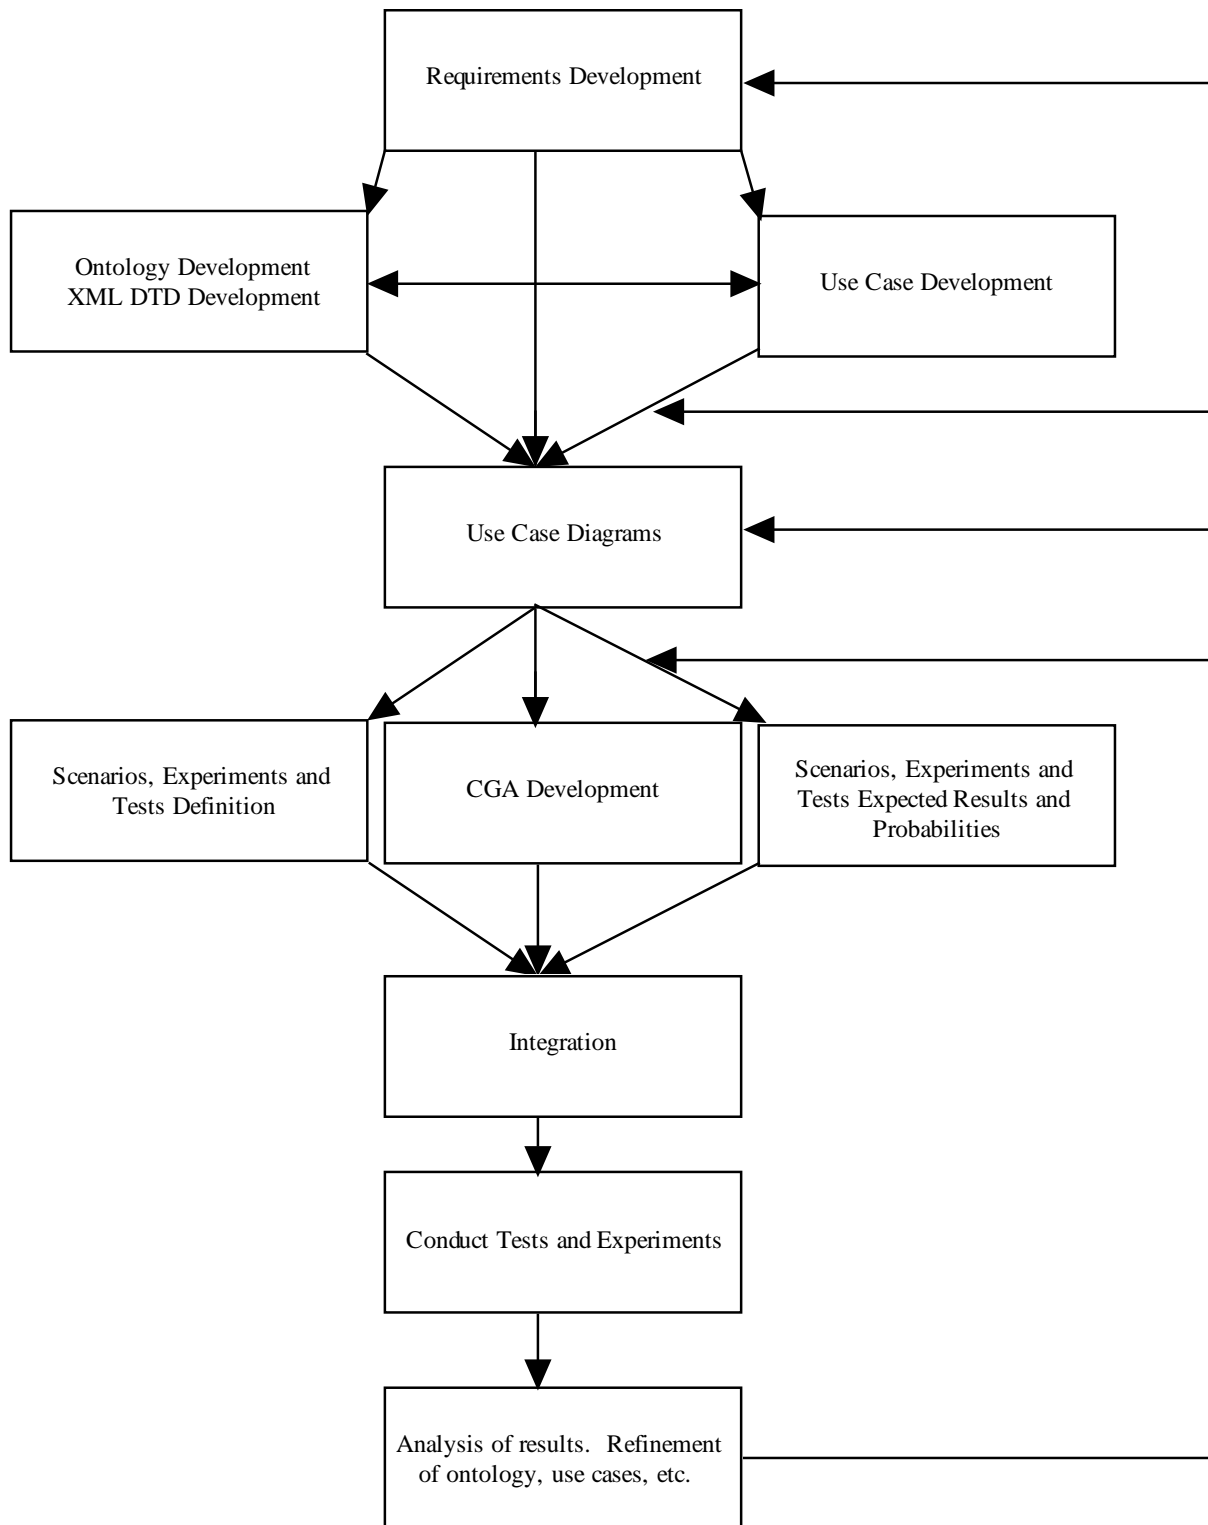 Requirements Development
Ontology Development
XML DTD Development
Use Case Development
Use Case Diagrams
Scenarios, Experiments and
Tests Definition
CGA Development
Scenarios, Experiments and
Tests Expected Results and
Probabilities
Integration
Conduct Tests and Experiments
Analysis of results. Refinement
of ontology, use cases, etc.